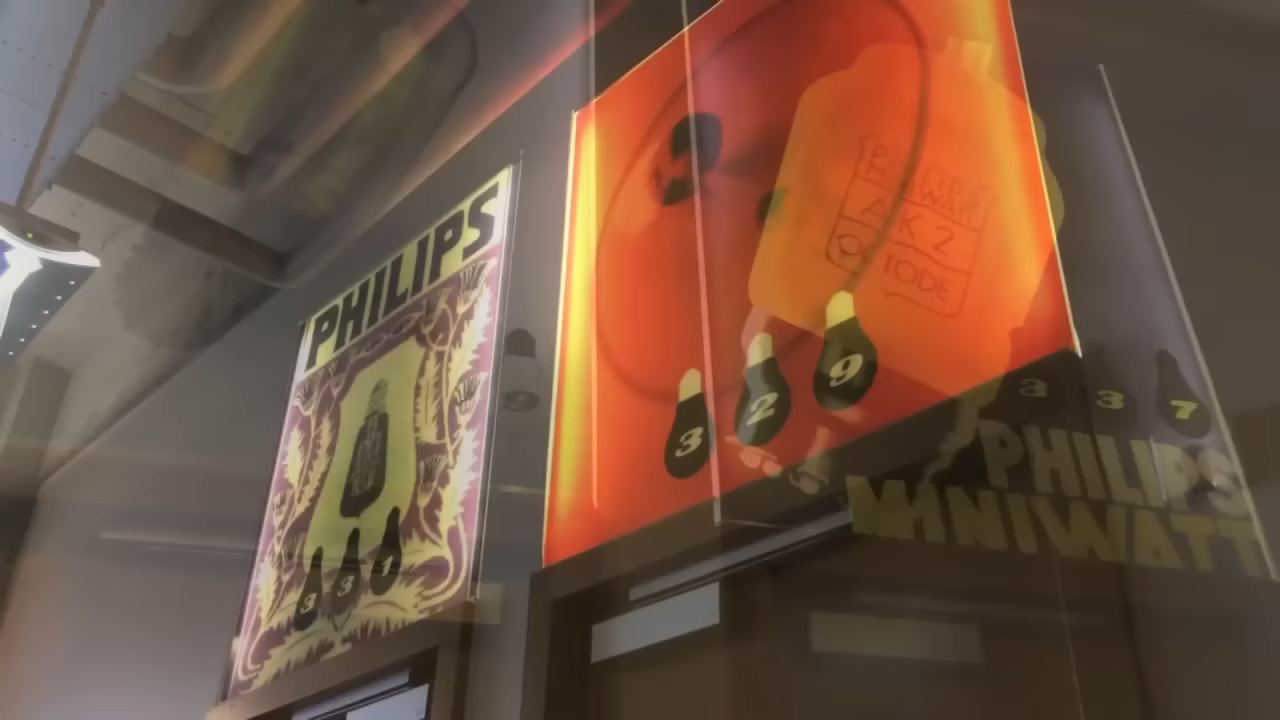 PHILIPS
3 3 1
PHILIPS
"MINIWATT"
AK 2
OCTODE
3 2 9
3 3 7
PHILIPS
MINIWATT